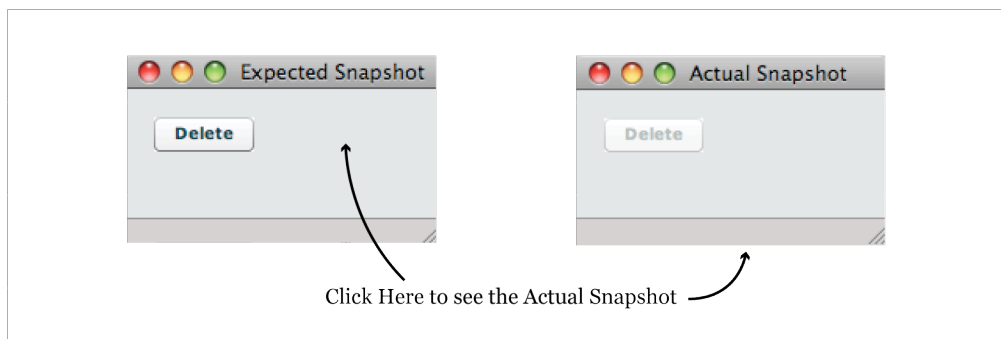 Expected Snapshot
Delete
Actual Snapshot
Delete
Click Here to see the Actual Snapshot